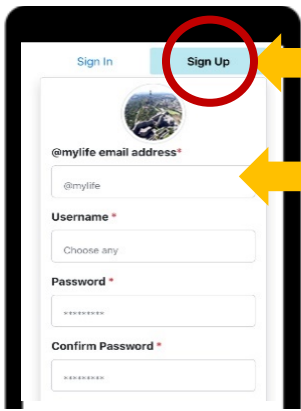 Sign In
Sign Up
@mylife email address*
@mylife
Username *
Choose any
Password *
*********
Confirm Password *
*********